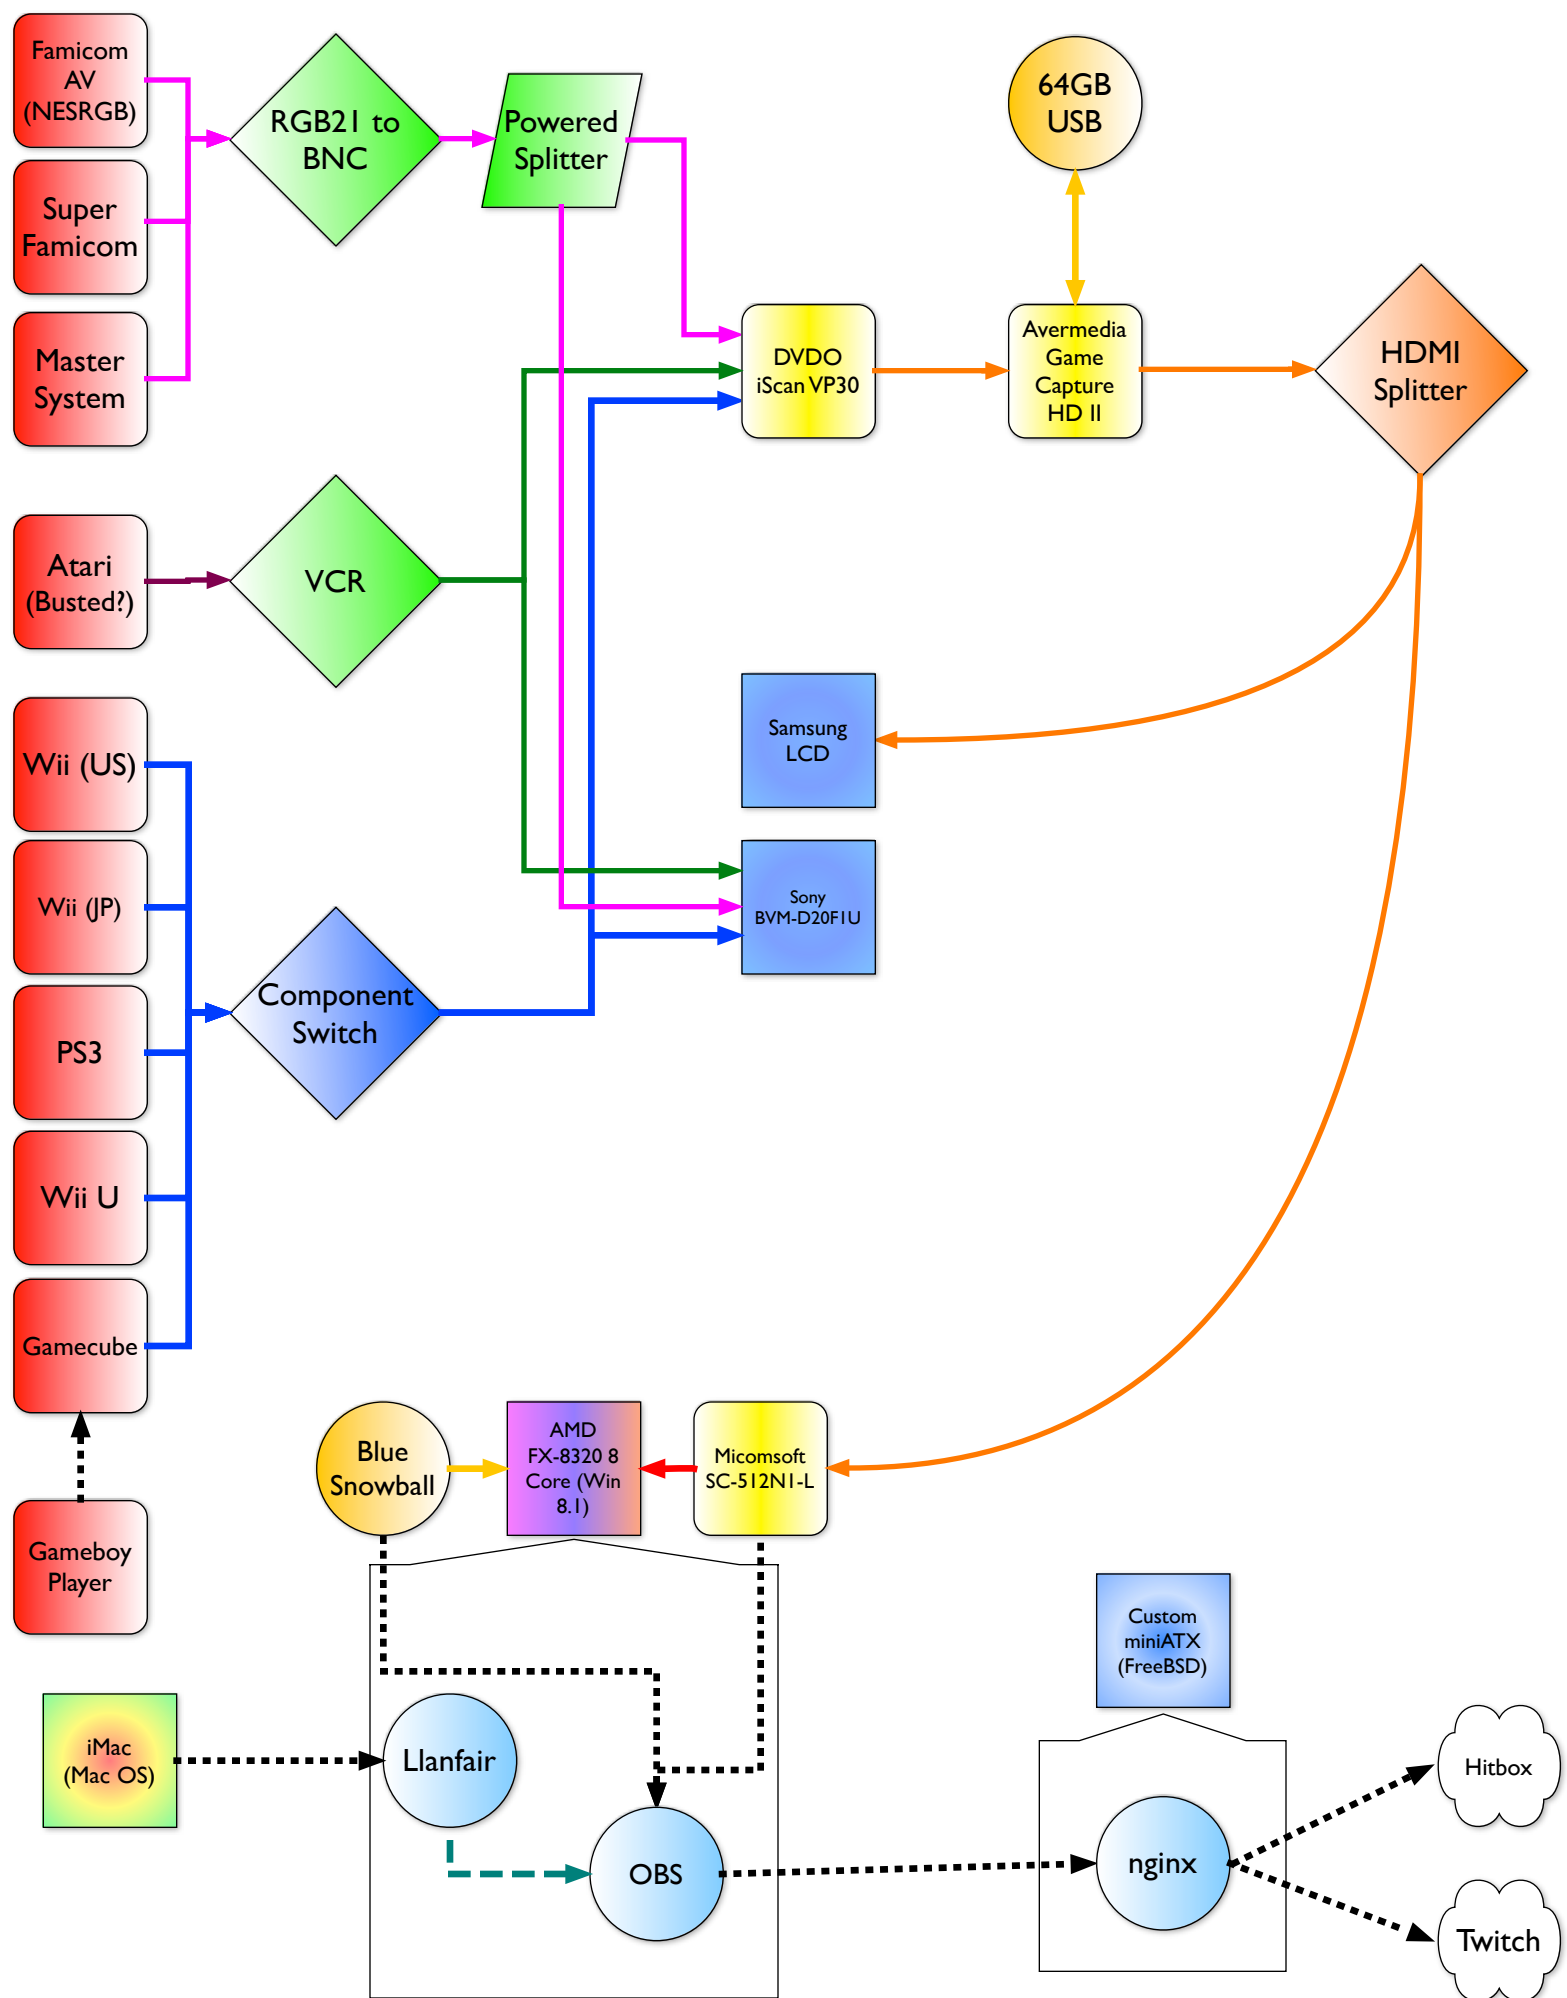 Famicom
AV
(NESRGB)
RGB21 to
BNC
Powered
Splitter
64GB
USB
Super
Famicom
Master
System
DVDO
iScan VP30
Avermedia
Game
Capture
HD II
HDMI
Splitter
Atari
(Busted?)
VCR
Samsung
LCD
Wii (US)
Wii (JP)
Sony
BVM-D20F1U
Component
Switch
PS3
Wii U
Gamecube
Blue
Snowball
AMD
FX-8320 8
Core (Win
8.1)
Micomsoft
SC-512N1-L
Gameboy
Player
Custom
miniATX
(FreeBSD)
iMac
(Mac OS)
Llanfair
Hitbox
OBS
nginx
Twitch